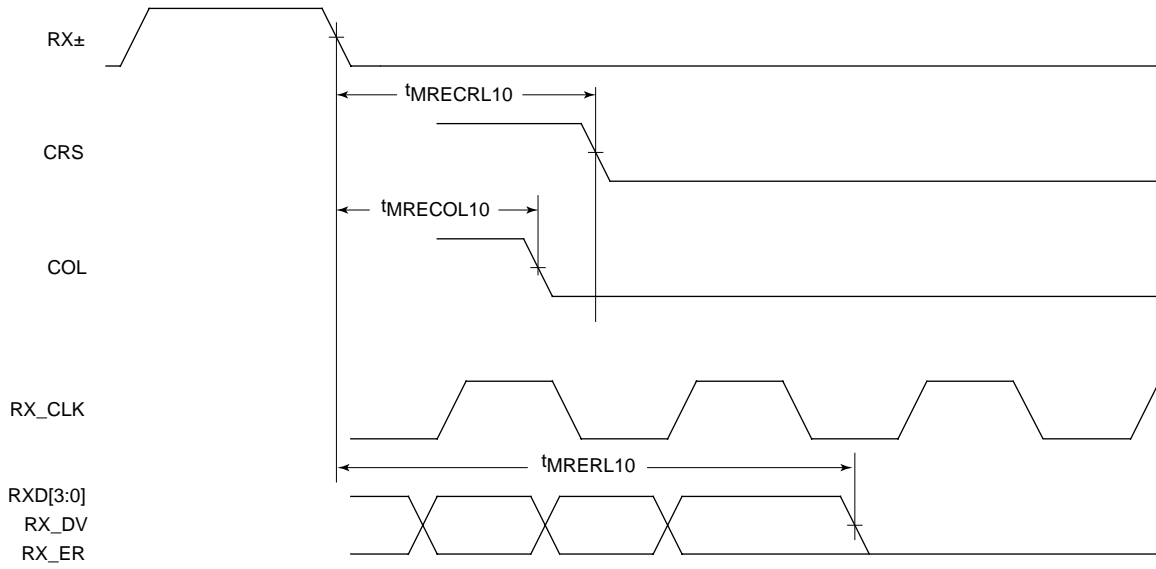 RX±
tMRECRL10
CRS
tMRECOL10
COL
RX_CLK
tMRERL10
RXD[3:0]
RX_DV
RX_ER